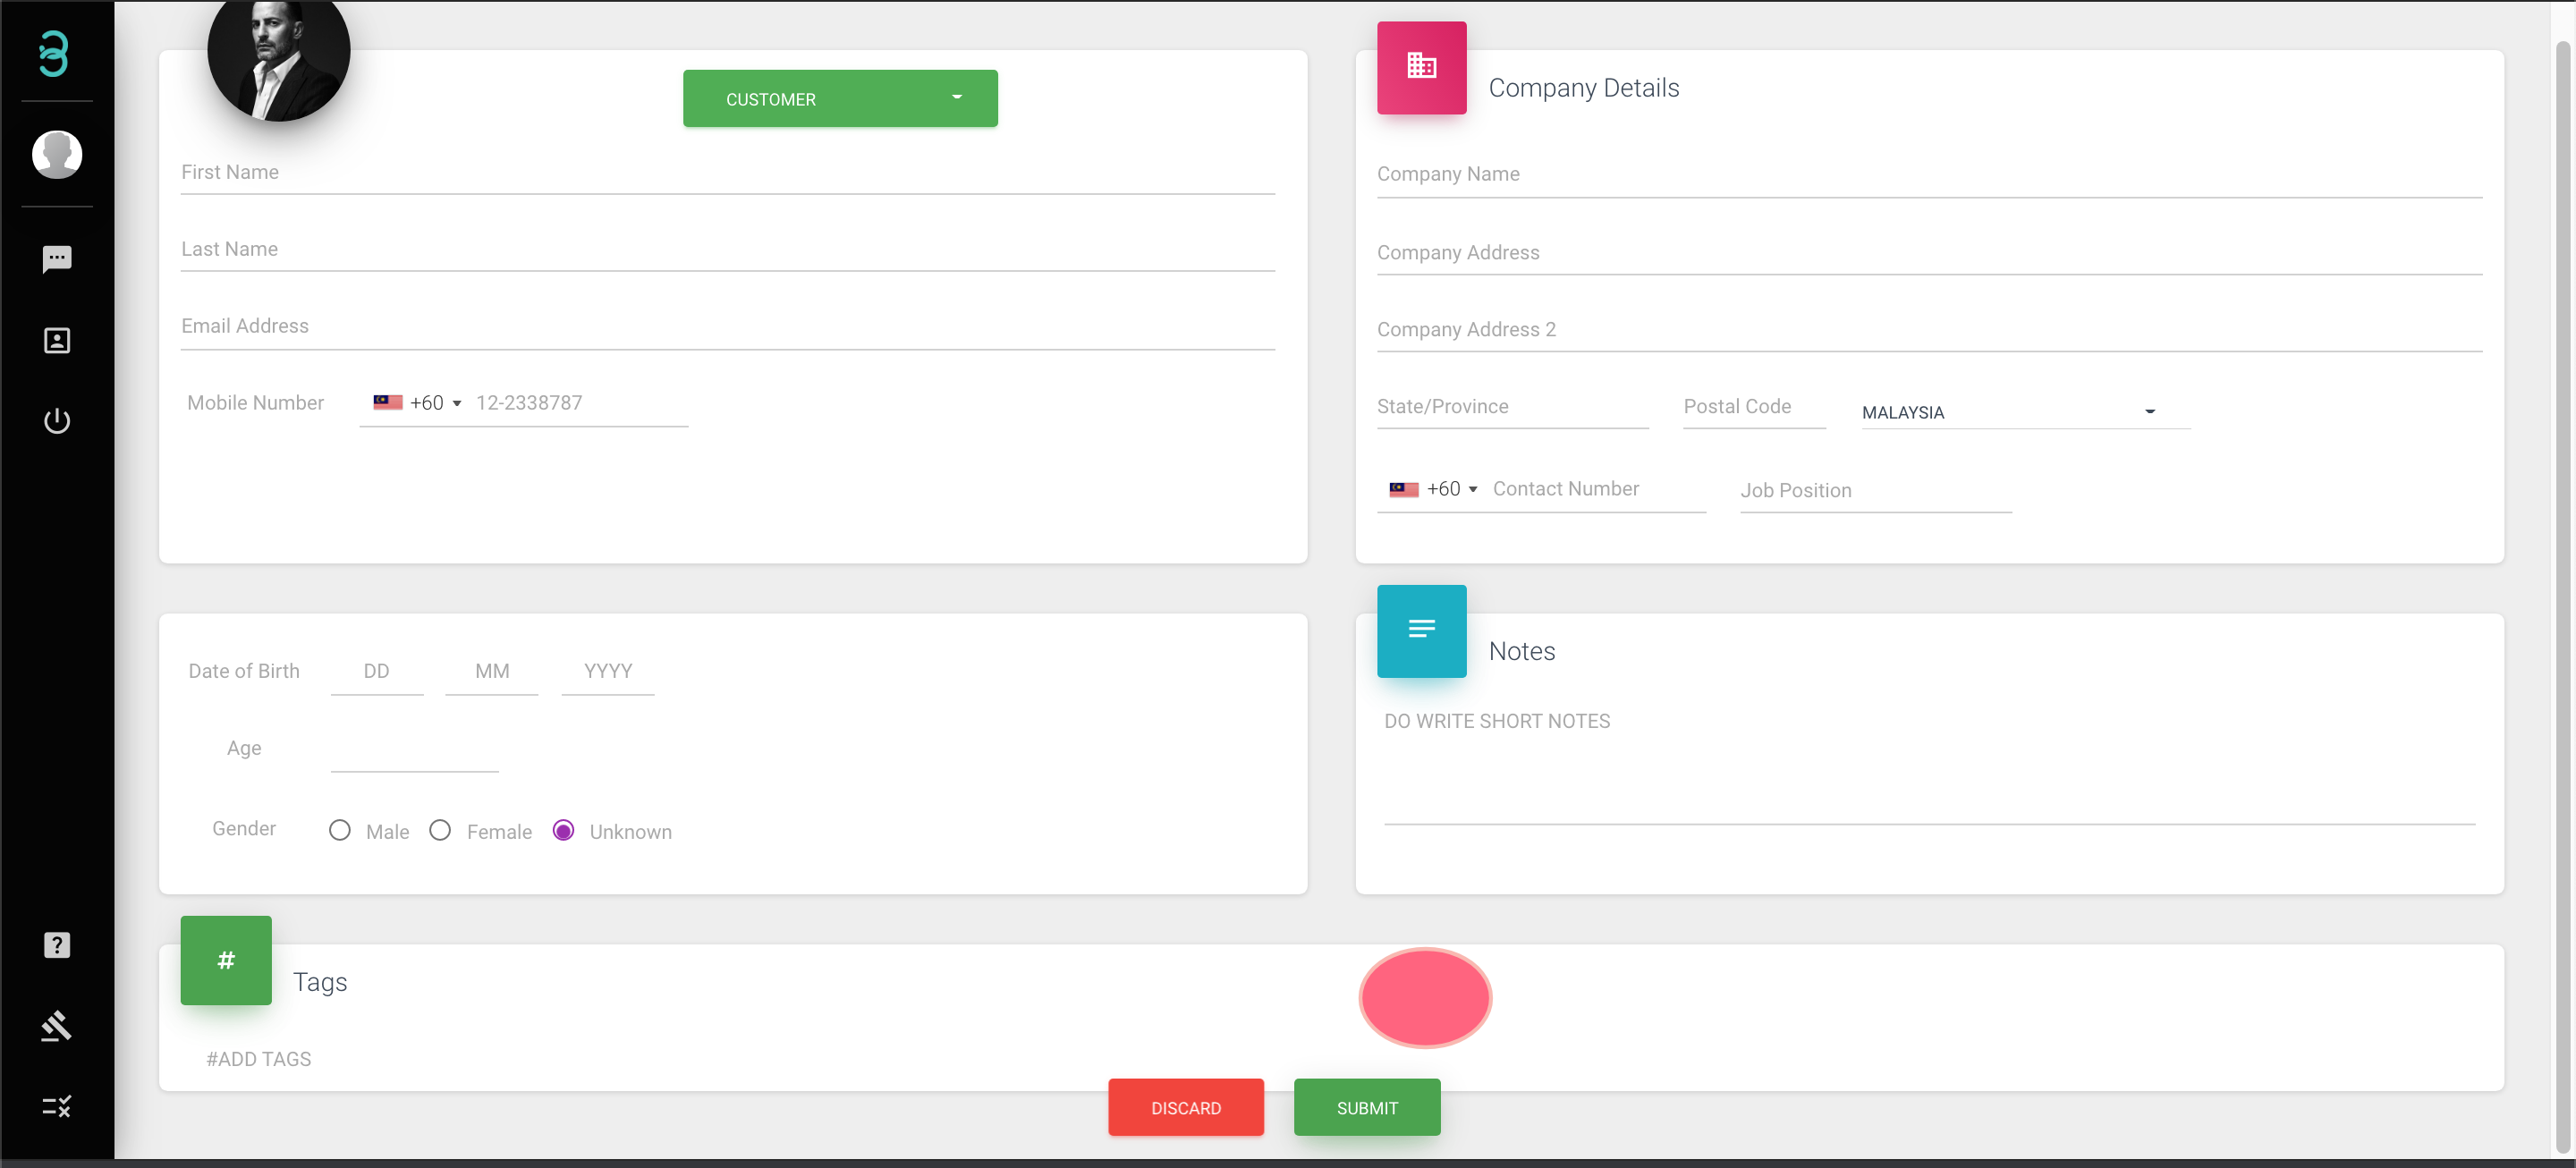 CUSTOMER
First Name
Last Name
Email Address
Mobile Number +60 12-2338787
Company Details
Company Name
Company Address
Company Address 2
State/Province Postal Code MALAYSIA
+60 Contact Number Job Position
Date of Birth DD MM YYYY
Age
Gender Male Female Unknown
Notes
DO WRITE SHORT NOTES
#
Tags
#ADD TAGS
DISCARD SUBMIT